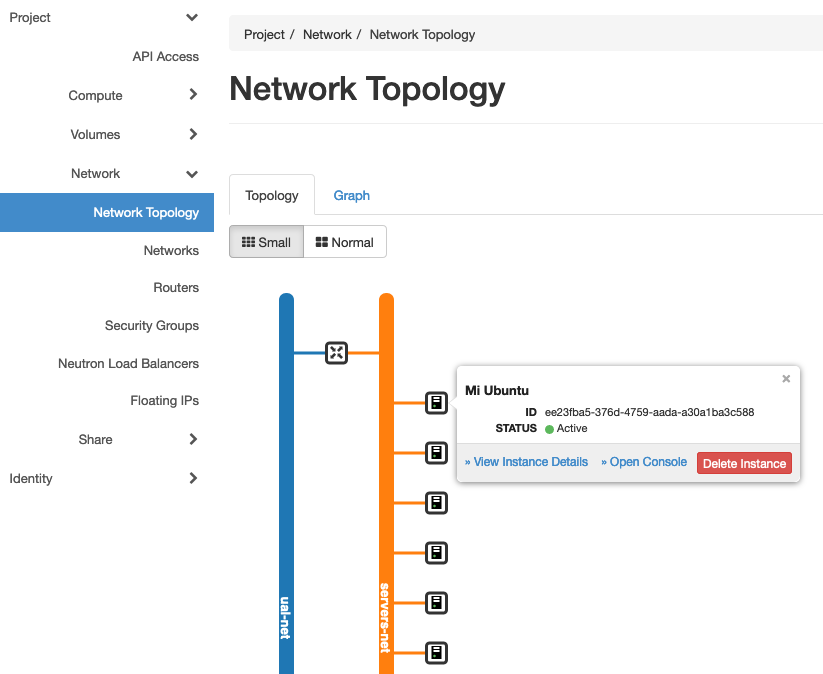 Project
API Access
Compute
Volumes
Network
Network Topology
Networks
Routers
Security Groups
Neutron Load Balancers
Floating IPs
Share
Identity
Project / Network / Network Topology
Network Topology
Topology Graph
Small Normal
ual-net
servers-net
×
Mi Ubuntu
ID ee23fba5-376d-4759-aada-a30a1ba3c588
STATUS Active
» View Instance Details » Open Console Delete Instance